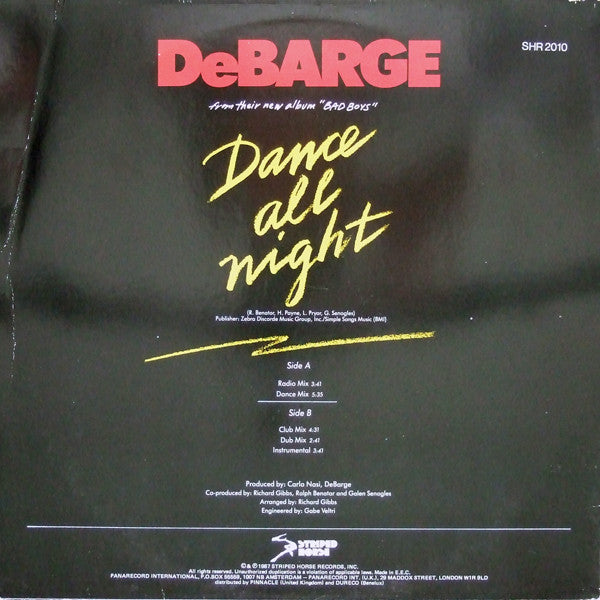 DeBARGE
SHR 2010
from their new album "BAD BOYS"
Dance
all
night
(R. Benatar, H. Payne, L. Pryor, G. Senogles)
Publisher: Zebra Discorde Music Group, Inc./Simple Songs Music (BMI)
Side A
Radio Mix 3:41
Dance Mix 5:35
Side B
Club Mix 4:31
Dub Mix 2:41
Instrumental 3:41
Produced by: Carlo Nasi, DeBarge
Co-produced by: Richard Gibbs, Ralph Benatar and Galen Senogles
Arranged by: Richard Gibbs
Engineered by: Gabe Veltri
STRIPED
HORSE
© & ℗ 1987 STRIPED HORSE RECORDS, INC.
All rights reserved. Unauthorized duplication is a violation of applicable laws. Made in E.E.C.
PANARECORD INTERNATIONAL, P.O.BOX 55558, 1007 NB AMSTERDAM – PANARECORD INT. (U.K.), 29 MADDOX STREET, LONDON W1R 9LD
distributed by PINNACLE (United Kingdom) and DURECO (Benelux)